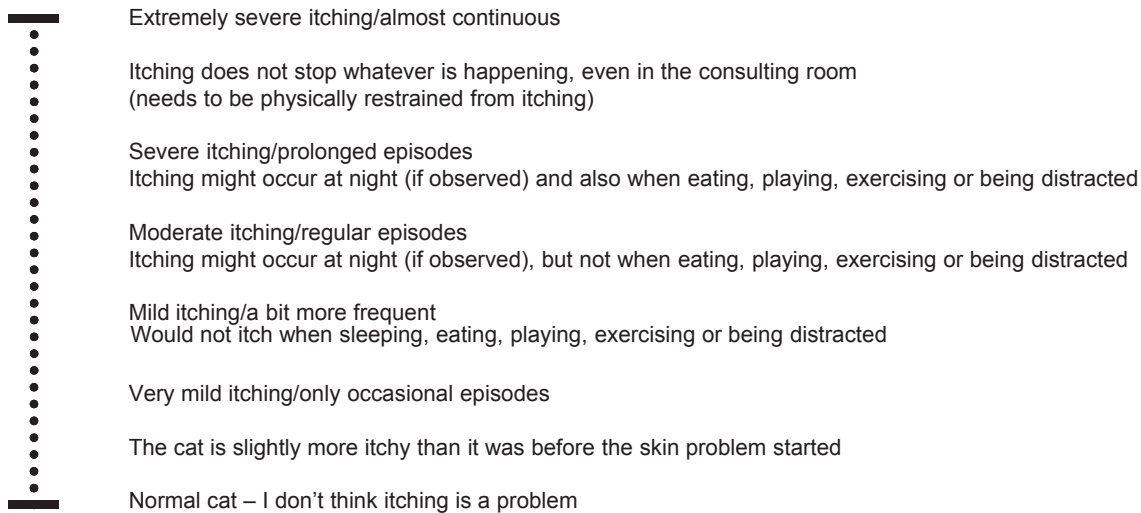 Extremely severe itching/almost continuous
Itching does not stop whatever is happening, even in the consulting room
(needs to be physically restrained from itching)
Severe itching/prolonged episodes
Itching might occur at night (if observed) and also when eating, playing, exercising or being distracted
Moderate itching/regular episodes
Itching might occur at night (if observed), but not when eating, playing, exercising or being distracted
Mild itching/a bit more frequent
Would not itch when sleeping, eating, playing, exercising or being distracted
Very mild itching/only occasional episodes
The cat is slightly more itchy than it was before the skin problem started
Normal cat – I don’t think itching is a problem